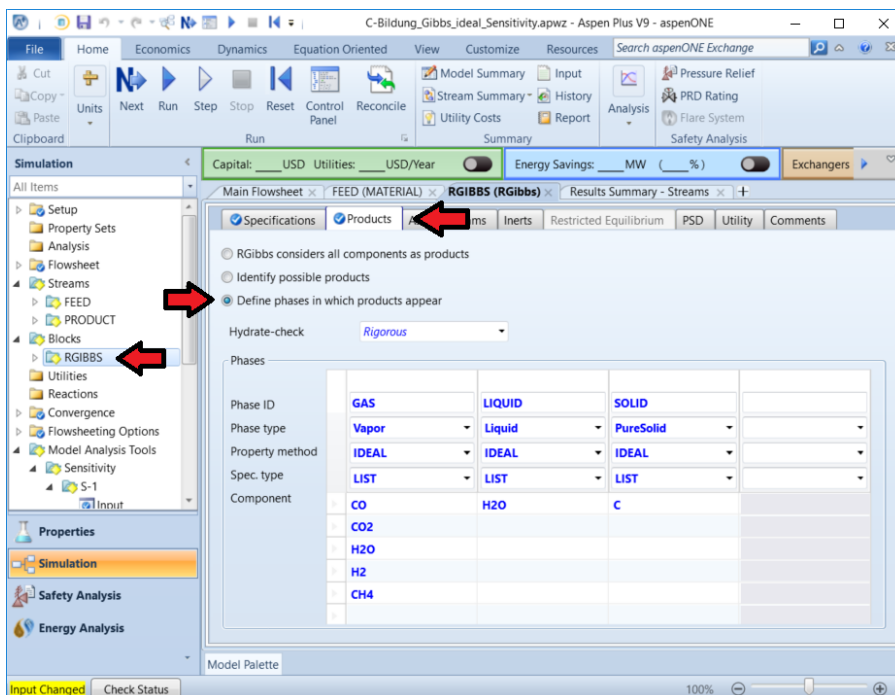 C-Bildung_Gibbs_ideal_Sensitivity.apwz - Aspen Plus V9 - aspenONE
File Home Economics Dynamics Equation Oriented View Customize Resources Search aspenONE Exchange
Cut
Copy
Paste
Clipboard
Units
Next Run Step Stop Reset Control Panel Reconcile
Run
Model Summary Input
Stream Summary History
Utility Costs Report
Summary
Analysis
Pressure Relief
PRD Rating
Flare System
Safety Analysis
Simulation
All Items
Capital: ____USD Utilities: ____USD/Year Energy Savings: ____MW (____%) Exchangers
Main Flowsheet FEED (MATERIAL) RGIBBS (RGibbs) Results Summary - Streams +
Setup
Property Sets
Analysis
Flowsheet
Streams
FEED
PRODUCT
Blocks
RGIBBS
Utilities
Reactions
Convergence
Flowsheeting Options
Model Analysis Tools
Sensitivity
S-1
Input
Properties
Simulation
Safety Analysis
Energy Analysis
Specifications Products Inerts Restricted Equilibrium PSD Utility Comments
RGibbs considers all components as products
Identify possible products
Define phases in which products appear
Hydrate-check Rigorous
Phases
Phase ID GAS LIQUID SOLID
Phase type Vapor Liquid PureSolid
Property method IDEAL IDEAL IDEAL
Spec. type LIST LIST LIST
Component CO H2O C
CO2
H2O
H2
CH4
Model Palette
Input Changed Check Status 100%